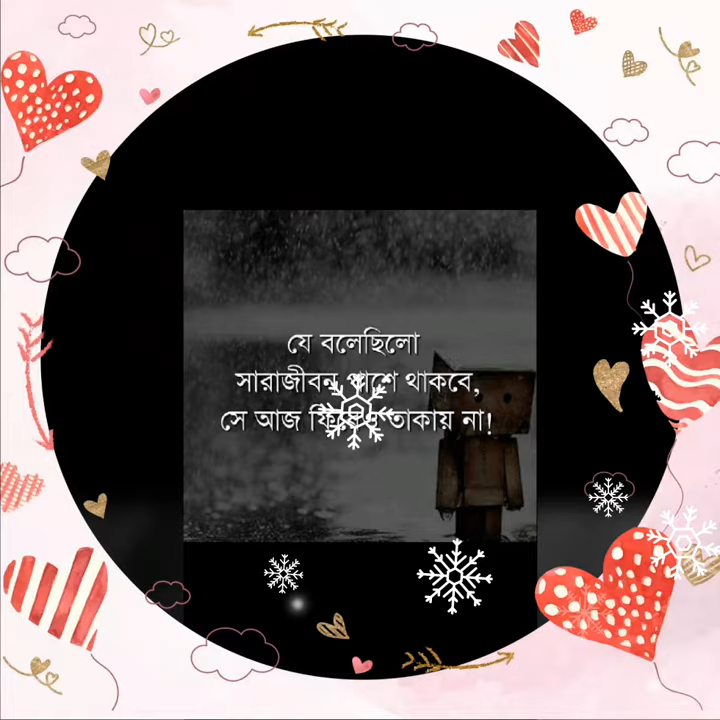 যে বলেছিলো
সারাজীবন পাশে থাকবে,
সে আজ ফিরেও তাকায় না!